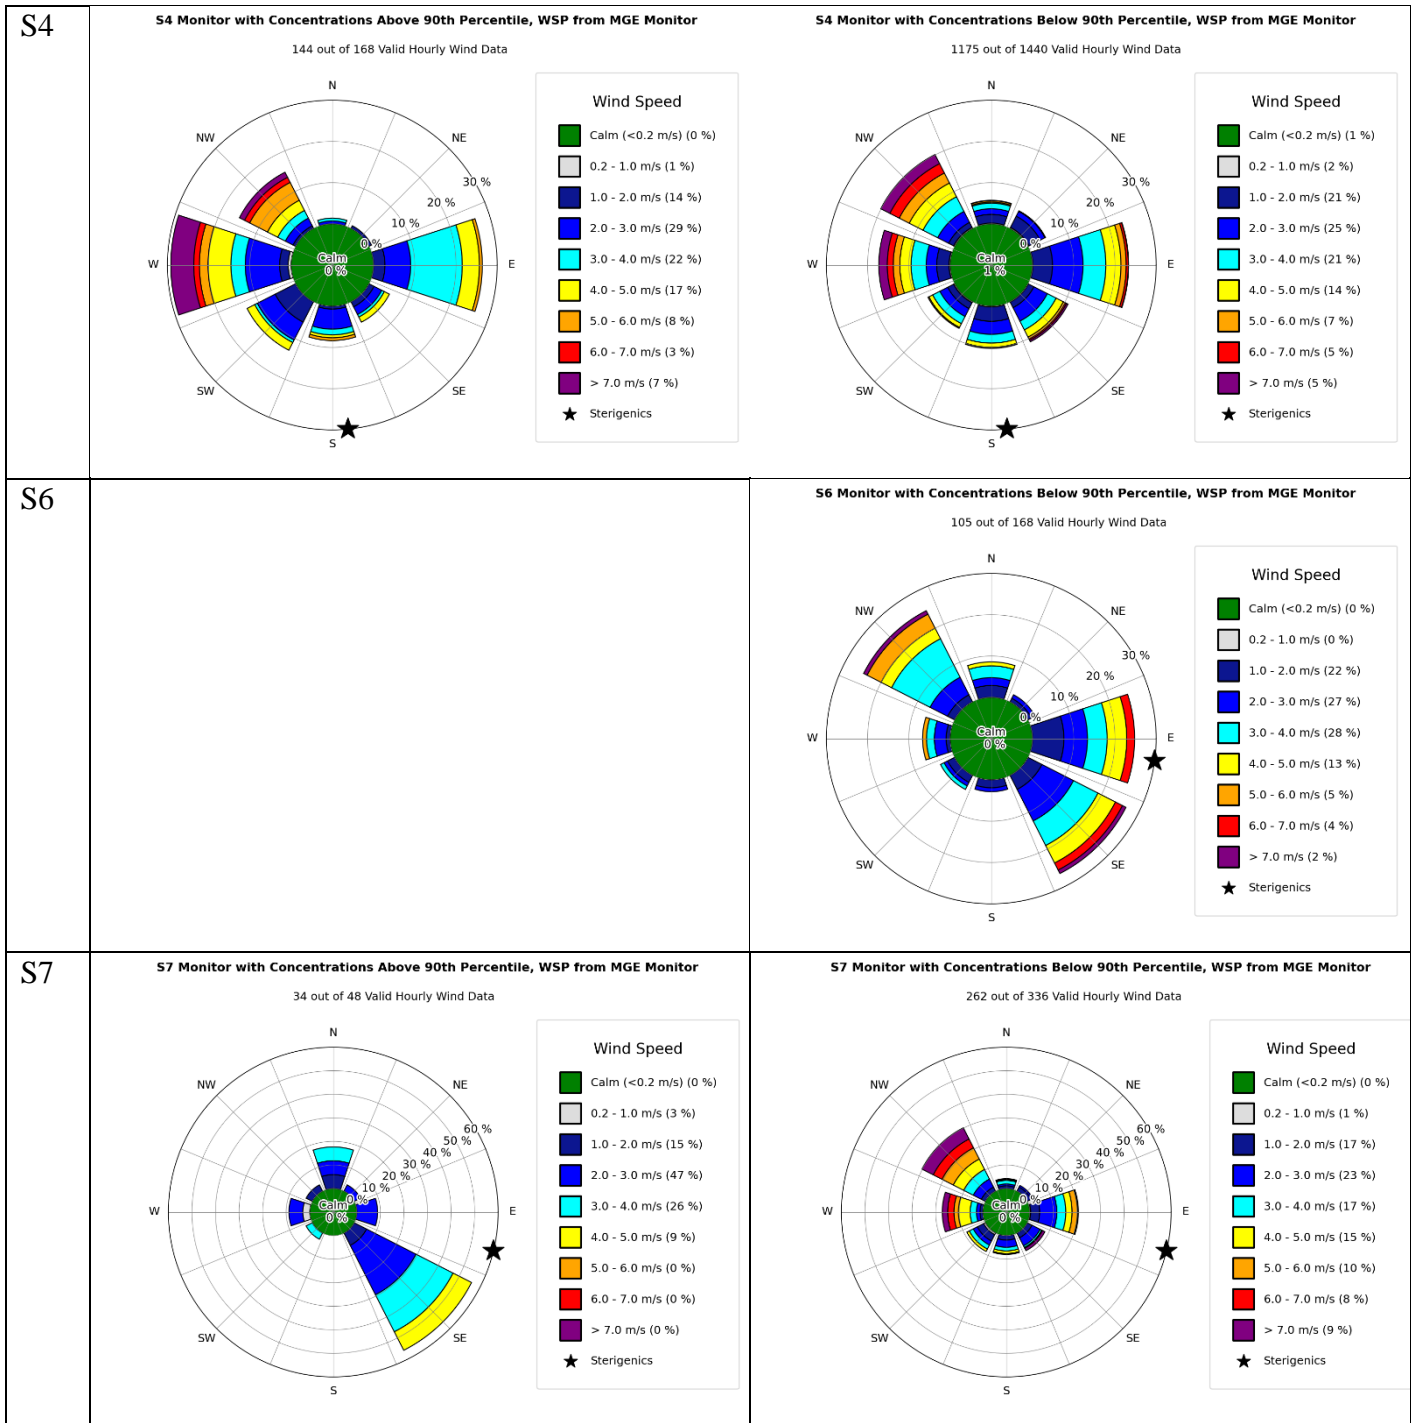 S4
S4 Monitor with Concentrations Above 90th Percentile, WSP from MGE Monitor
144 out of 168 Valid Hourly Wind Data
N
NW
NE
30 %
20 %
10 %
0 %
Calm
0 %
W
E
SW
SE
S
Wind Speed
Calm (<0.2 m/s) (0 %)
0.2 - 1.0 m/s (1 %)
1.0 - 2.0 m/s (14 %)
2.0 - 3.0 m/s (29 %)
3.0 - 4.0 m/s (22 %)
4.0 - 5.0 m/s (17 %)
5.0 - 6.0 m/s (8 %)
6.0 - 7.0 m/s (3 %)
> 7.0 m/s (7 %)
Sterigenics
S4 Monitor with Concentrations Below 90th Percentile, WSP from MGE Monitor
1175 out of 1440 Valid Hourly Wind Data
N
NW
NE
30 %
20 %
10 %
0 %
Calm
1 %
W
E
SW
SE
S
Wind Speed
Calm (<0.2 m/s) (1 %)
0.2 - 1.0 m/s (2 %)
1.0 - 2.0 m/s (21 %)
2.0 - 3.0 m/s (25 %)
3.0 - 4.0 m/s (21 %)
4.0 - 5.0 m/s (14 %)
5.0 - 6.0 m/s (7 %)
6.0 - 7.0 m/s (5 %)
> 7.0 m/s (5 %)
Sterigenics
S6
S6 Monitor with Concentrations Below 90th Percentile, WSP from MGE Monitor
105 out of 168 Valid Hourly Wind Data
N
NW
NE
30 %
20 %
10 %
0 %
Calm
0 %
W
E
SW
SE
S
Wind Speed
Calm (<0.2 m/s) (0 %)
0.2 - 1.0 m/s (0 %)
1.0 - 2.0 m/s (22 %)
2.0 - 3.0 m/s (27 %)
3.0 - 4.0 m/s (28 %)
4.0 - 5.0 m/s (13 %)
5.0 - 6.0 m/s (5 %)
6.0 - 7.0 m/s (4 %)
> 7.0 m/s (2 %)
Sterigenics
S7
S7 Monitor with Concentrations Above 90th Percentile, WSP from MGE Monitor
34 out of 48 Valid Hourly Wind Data
N
NW
NE
60 %
50 %
40 %
30 %
20 %
10 %
0 %
Calm
0 %
W
E
SW
SE
S
Wind Speed
Calm (<0.2 m/s) (0 %)
0.2 - 1.0 m/s (3 %)
1.0 - 2.0 m/s (15 %)
2.0 - 3.0 m/s (47 %)
3.0 - 4.0 m/s (26 %)
4.0 - 5.0 m/s (9 %)
5.0 - 6.0 m/s (0 %)
6.0 - 7.0 m/s (0 %)
> 7.0 m/s (0 %)
Sterigenics
S7 Monitor with Concentrations Below 90th Percentile, WSP from MGE Monitor
262 out of 336 Valid Hourly Wind Data
N
NW
NE
60 %
50 %
40 %
30 %
20 %
10 %
0 %
Calm
0 %
W
E
SW
SE
S
Wind Speed
Calm (<0.2 m/s) (0 %)
0.2 - 1.0 m/s (1 %)
1.0 - 2.0 m/s (17 %)
2.0 - 3.0 m/s (23 %)
3.0 - 4.0 m/s (17 %)
4.0 - 5.0 m/s (15 %)
5.0 - 6.0 m/s (10 %)
6.0 - 7.0 m/s (8 %)
> 7.0 m/s (9 %)
Sterigenics